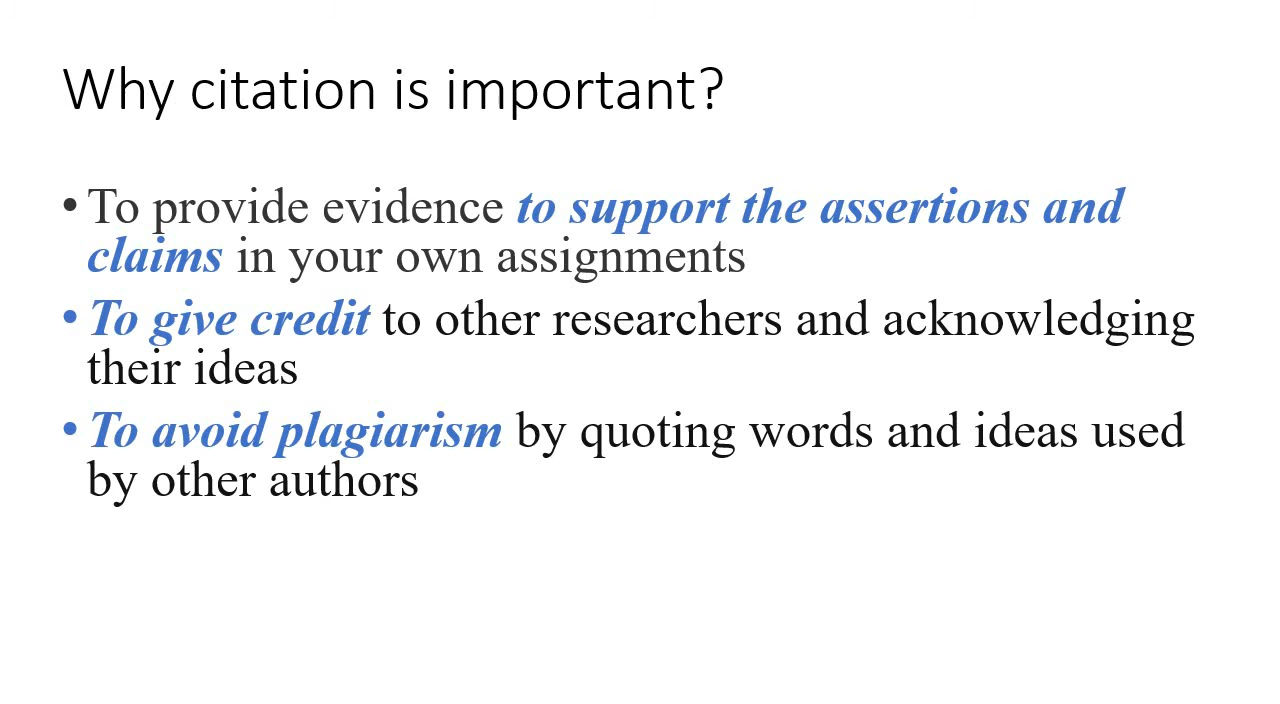 Why citation is important?
• To provide evidence to support the assertions and
claims in your own assignments
• To give credit to other researchers and acknowledging
their ideas
• To avoid plagiarism by quoting words and ideas used
by other authors